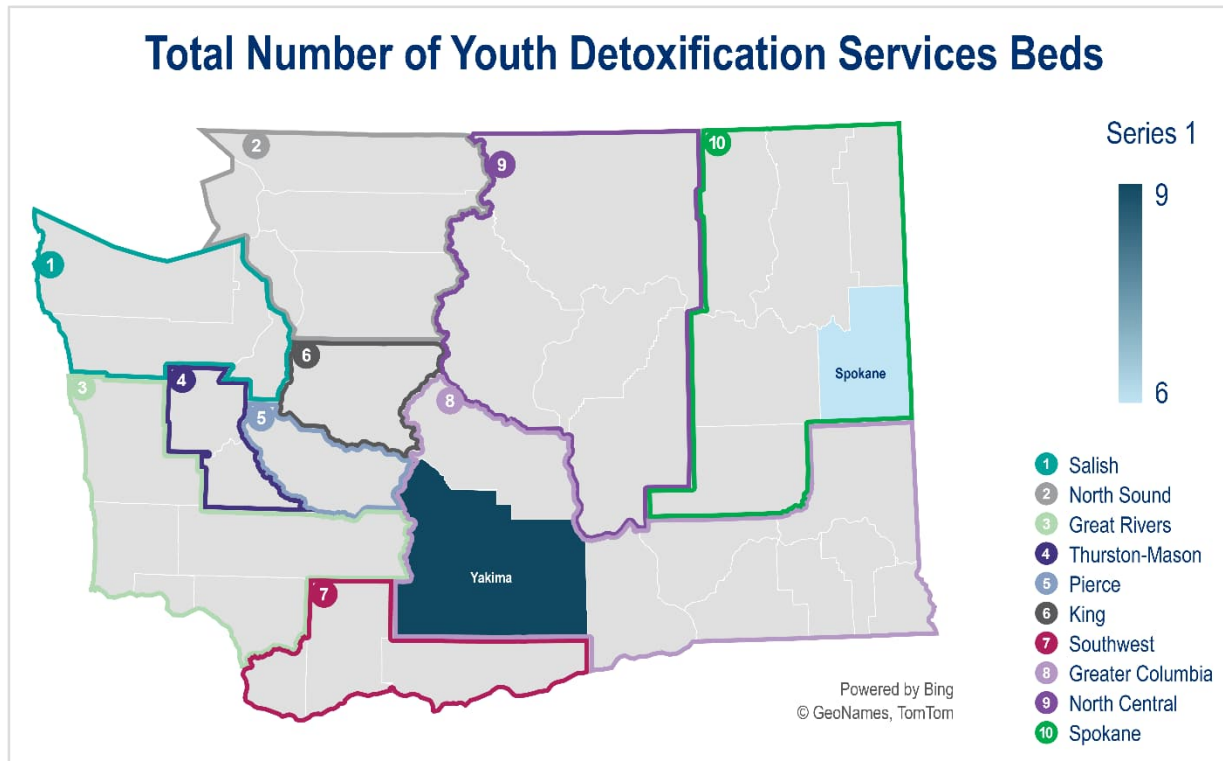 Total Number of Youth Detoxification Services Beds
Series 1
9
6
1
2
3
4
5
6
7
8
9
10
Spokane
Yakima
1 Salish
2 North Sound
3 Great Rivers
4 Thurston-Mason
5 Pierce
6 King
7 Southwest
8 Greater Columbia
9 North Central
10 Spokane
Powered by Bing
© GeoNames, TomTom